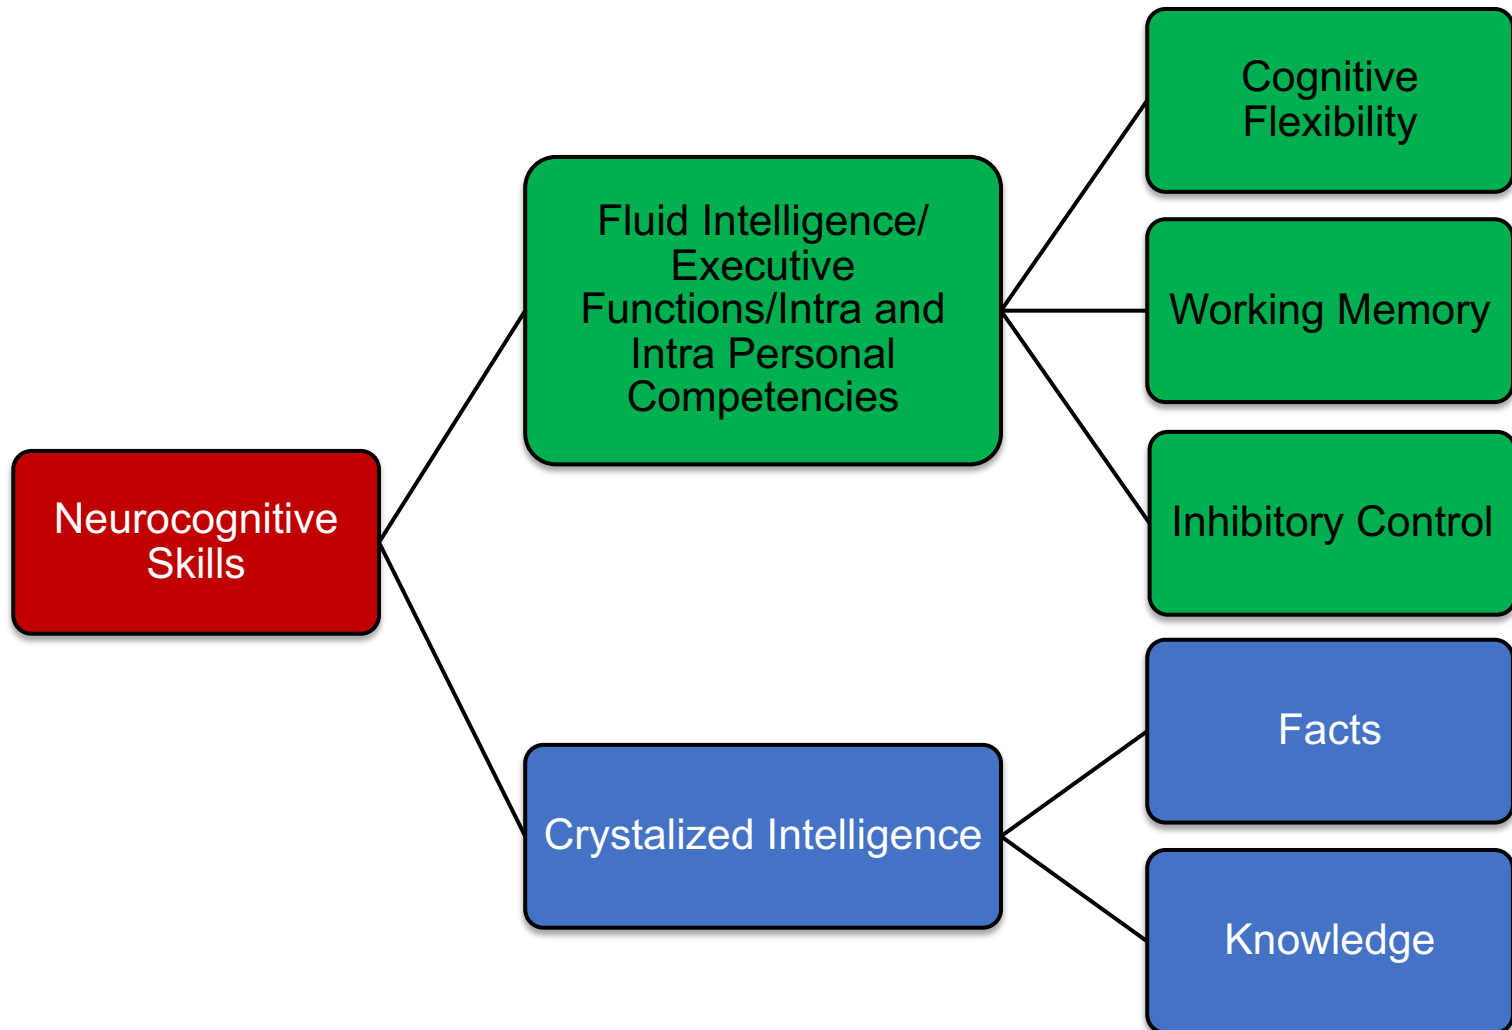 Neurocognitive
Skills
Fluid Intelligence/
Executive
Functions/Intra and
Intra Personal
Competencies
Cognitive
Flexibility
Working Memory
Inhibitory Control
Crystalized Intelligence
Facts
Knowledge